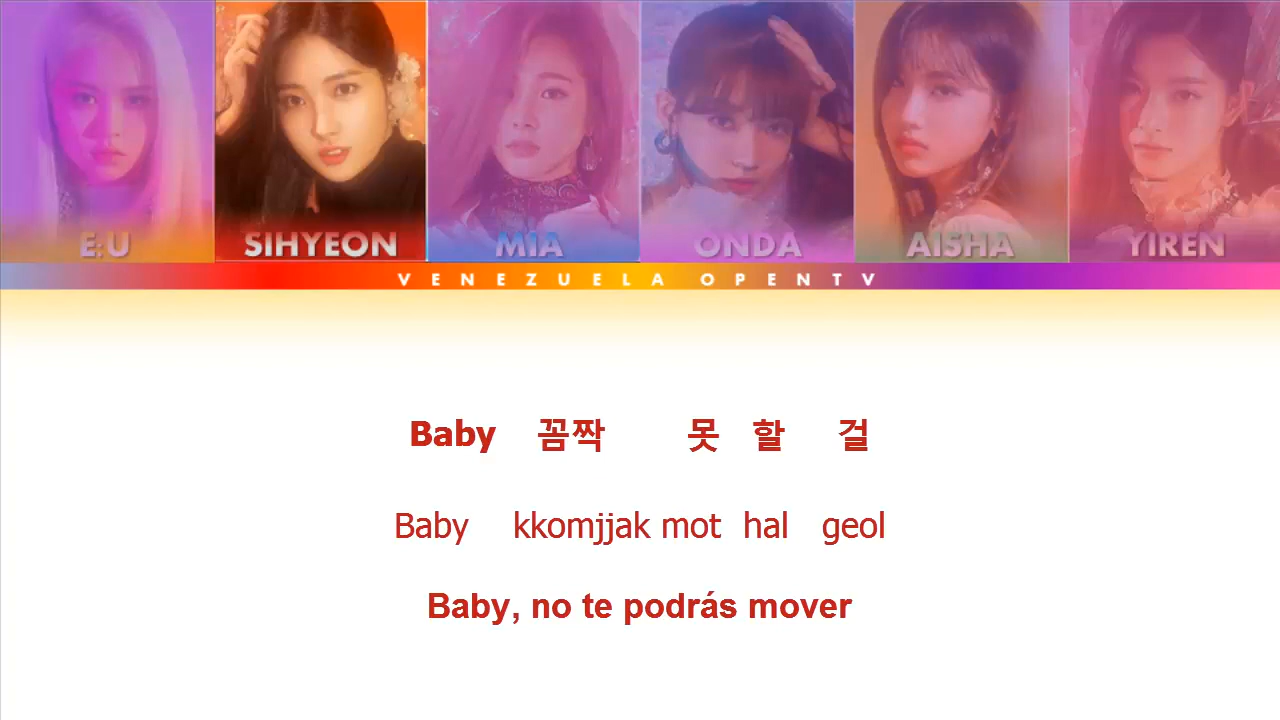 E:U SIHYEON MIA ONDA AISHA YIREN
VENEZUELA OPENTV
Baby 꼼짝 못 할 걸
Baby kkomjjak mot hal geol
Baby, no te podrás mover